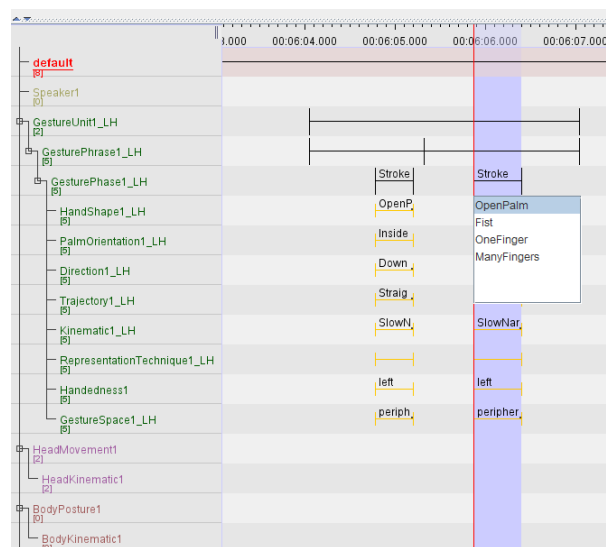 3.000 00:06:04.000 00:06:05.000 00:06:06.000 00:06:07.000
default
[8]
Speaker1
[0]
GestureUnit1_LH
[2]
GesturePhrase1_LH
[5]
GesturePhase1_LH Stroke Stroke
[5]
HandShape1_LH OpenP OpenPalm
[5]
Fist
PalmOrientation1_LH Inside OneFinger
[5]
ManyFingers
Direction1_LH Down
[5]
Trajectory1_LH Straig
[5]
Kinematic1_LH SlowN SlowNar
[5]
RepresentationTechnique1_LH
[5]
Handedness1 left left
[5]
GestureSpace1_LH periph peripher
[5]
HeadMovement1
[2]
HeadKinematic1
[2]
BodyPosture1
[0]
BodyKinematic1